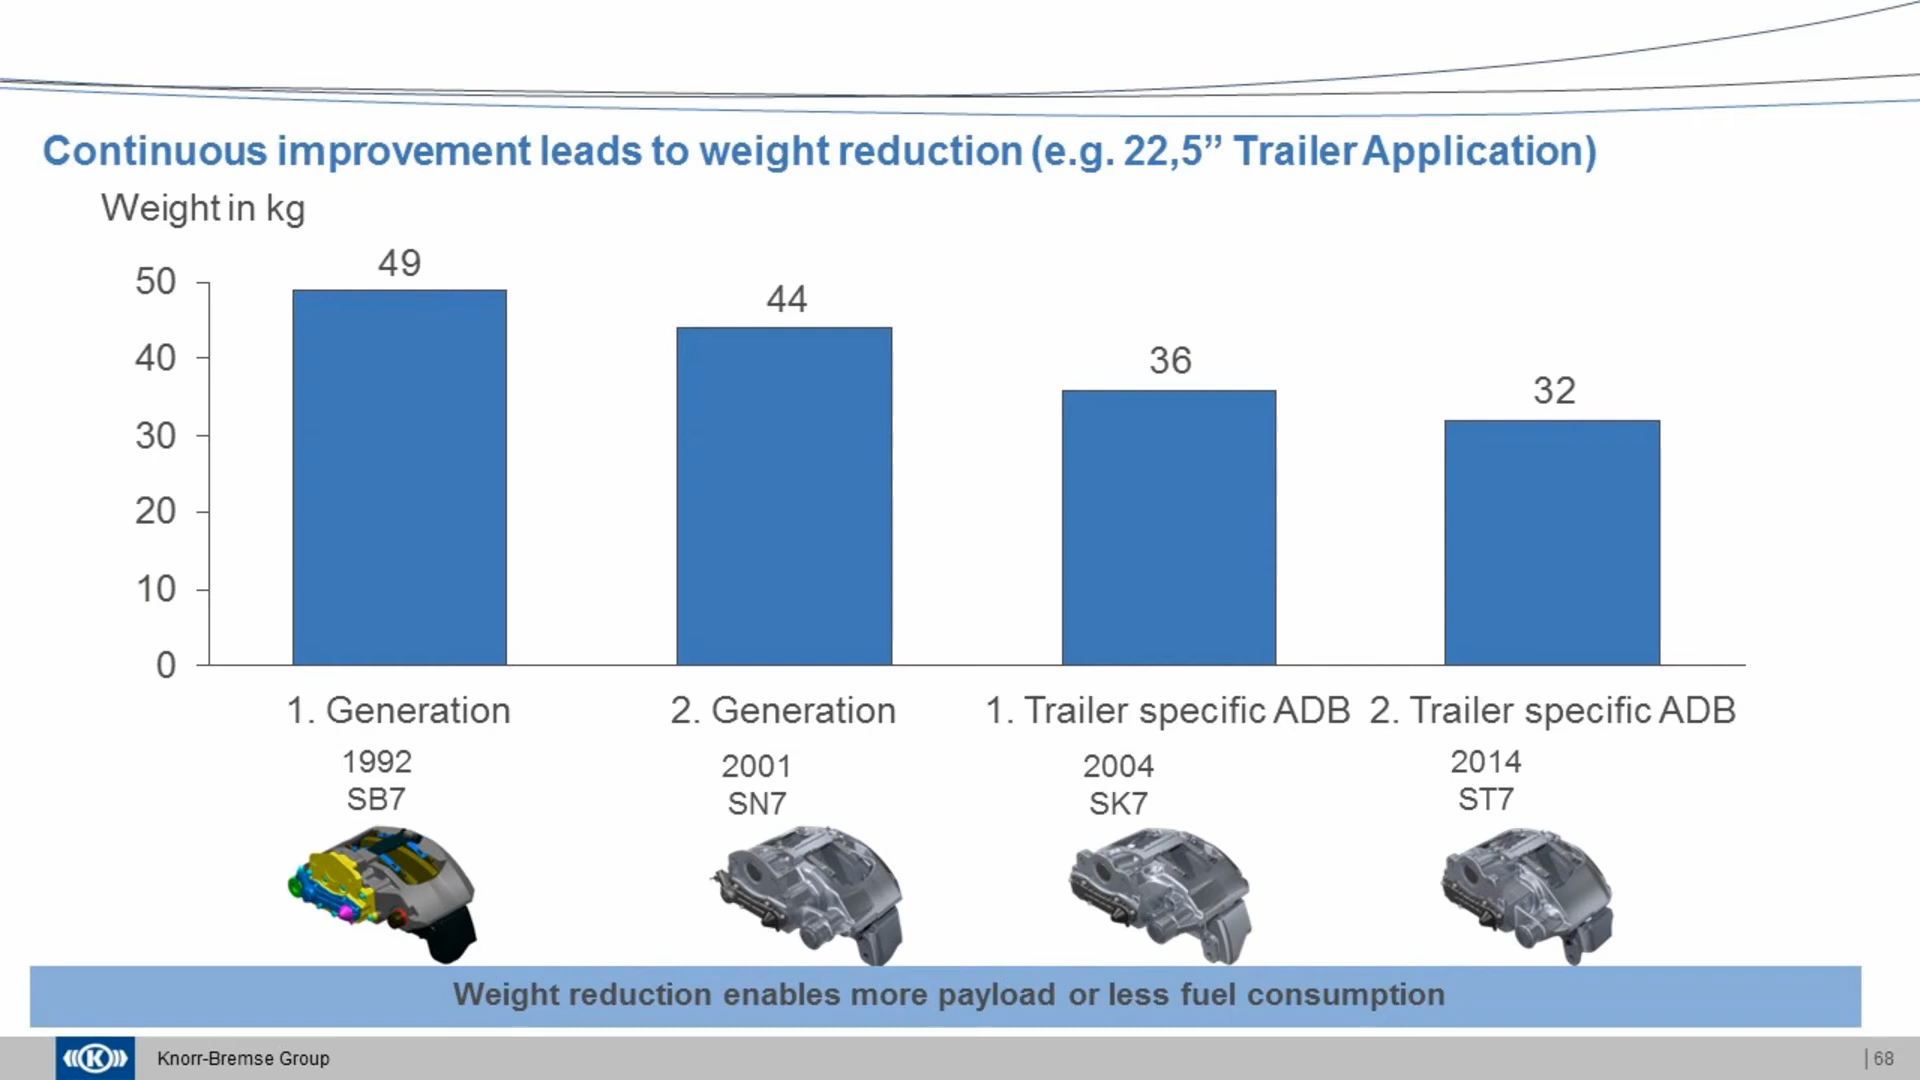 Continuous improvement leads to weight reduction (e.g. 22,5” Trailer Application)
Weight in kg
50
40
30
20
10
0
49
44
36
32
1. Generation
2. Generation
1. Trailer specific ADB
2. Trailer specific ADB
1992
SB7
2001
SN7
2004
SK7
2014
ST7
Weight reduction enables more payload or less fuel consumption
K
Knorr-Bremse Group
| 68